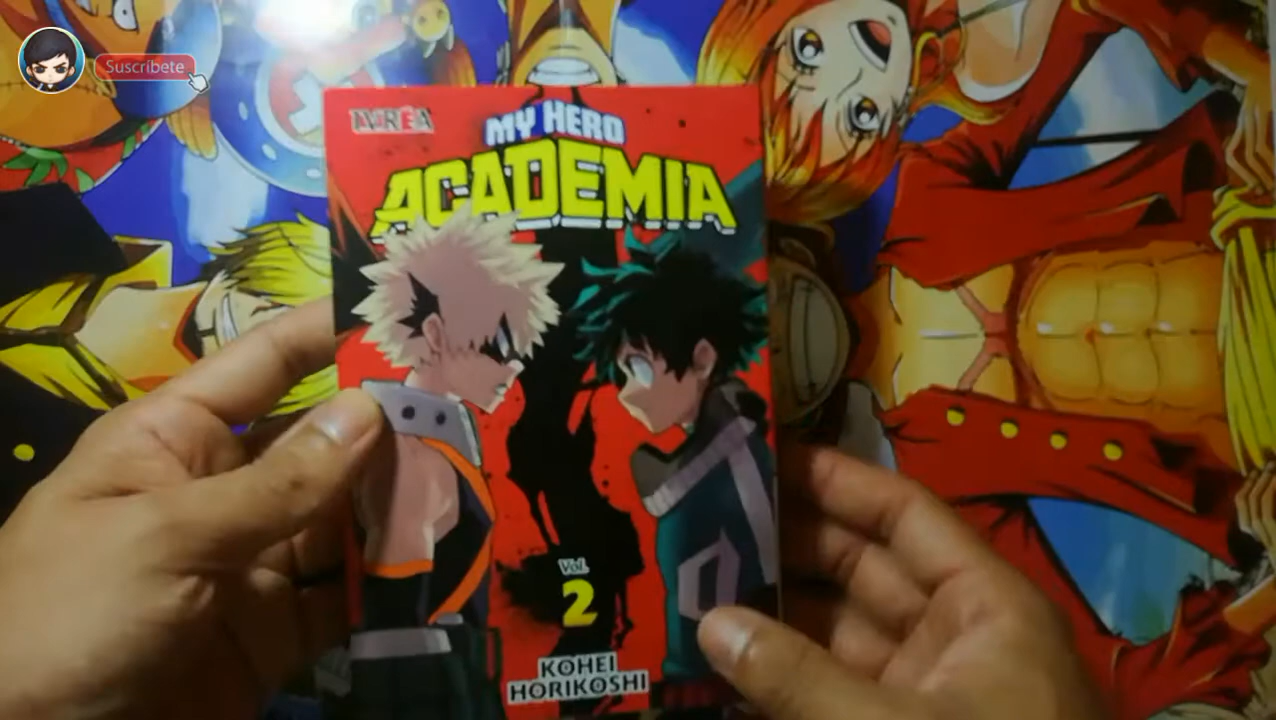 Suscríbete
IVREA
MY HERO
ACADEMIA
Vol.
2
KOHEI
HORIKOSHI